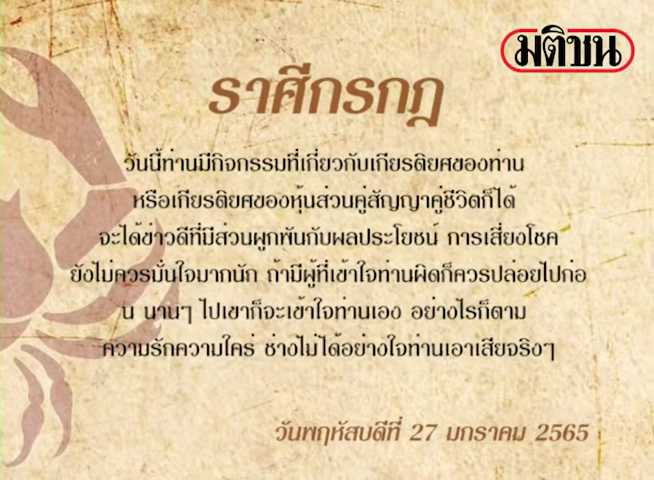 มติชน
ราศีกรกฎ
วันนี้ท่านมีกิจกรรมที่เกี่ยวกับเกียรติยศของท่าน
หรือเกียรติยศของหุ้นส่วนคู่สัญญาคู่ชีวิตก็ได้
จะได้ข่าวดีที่มีส่วนผูกพันกับผลประโยชน์ การเสี่ยงโชค
ยังไม่ควรมั่นใจมากนัก ถ้ามีผู้ที่เข้าใจท่านผิดก็ควรปล่อยไปก่อ
น นานๆ ไปเขาก็จะเข้าใจท่านเอง อย่างไรก็ตาม
ความรักความใคร่ ช่างไม่ได้อย่างใจท่านเอาเสียจริงๆ
วันพฤหัสบดีที่ 27 มกราคม 2565